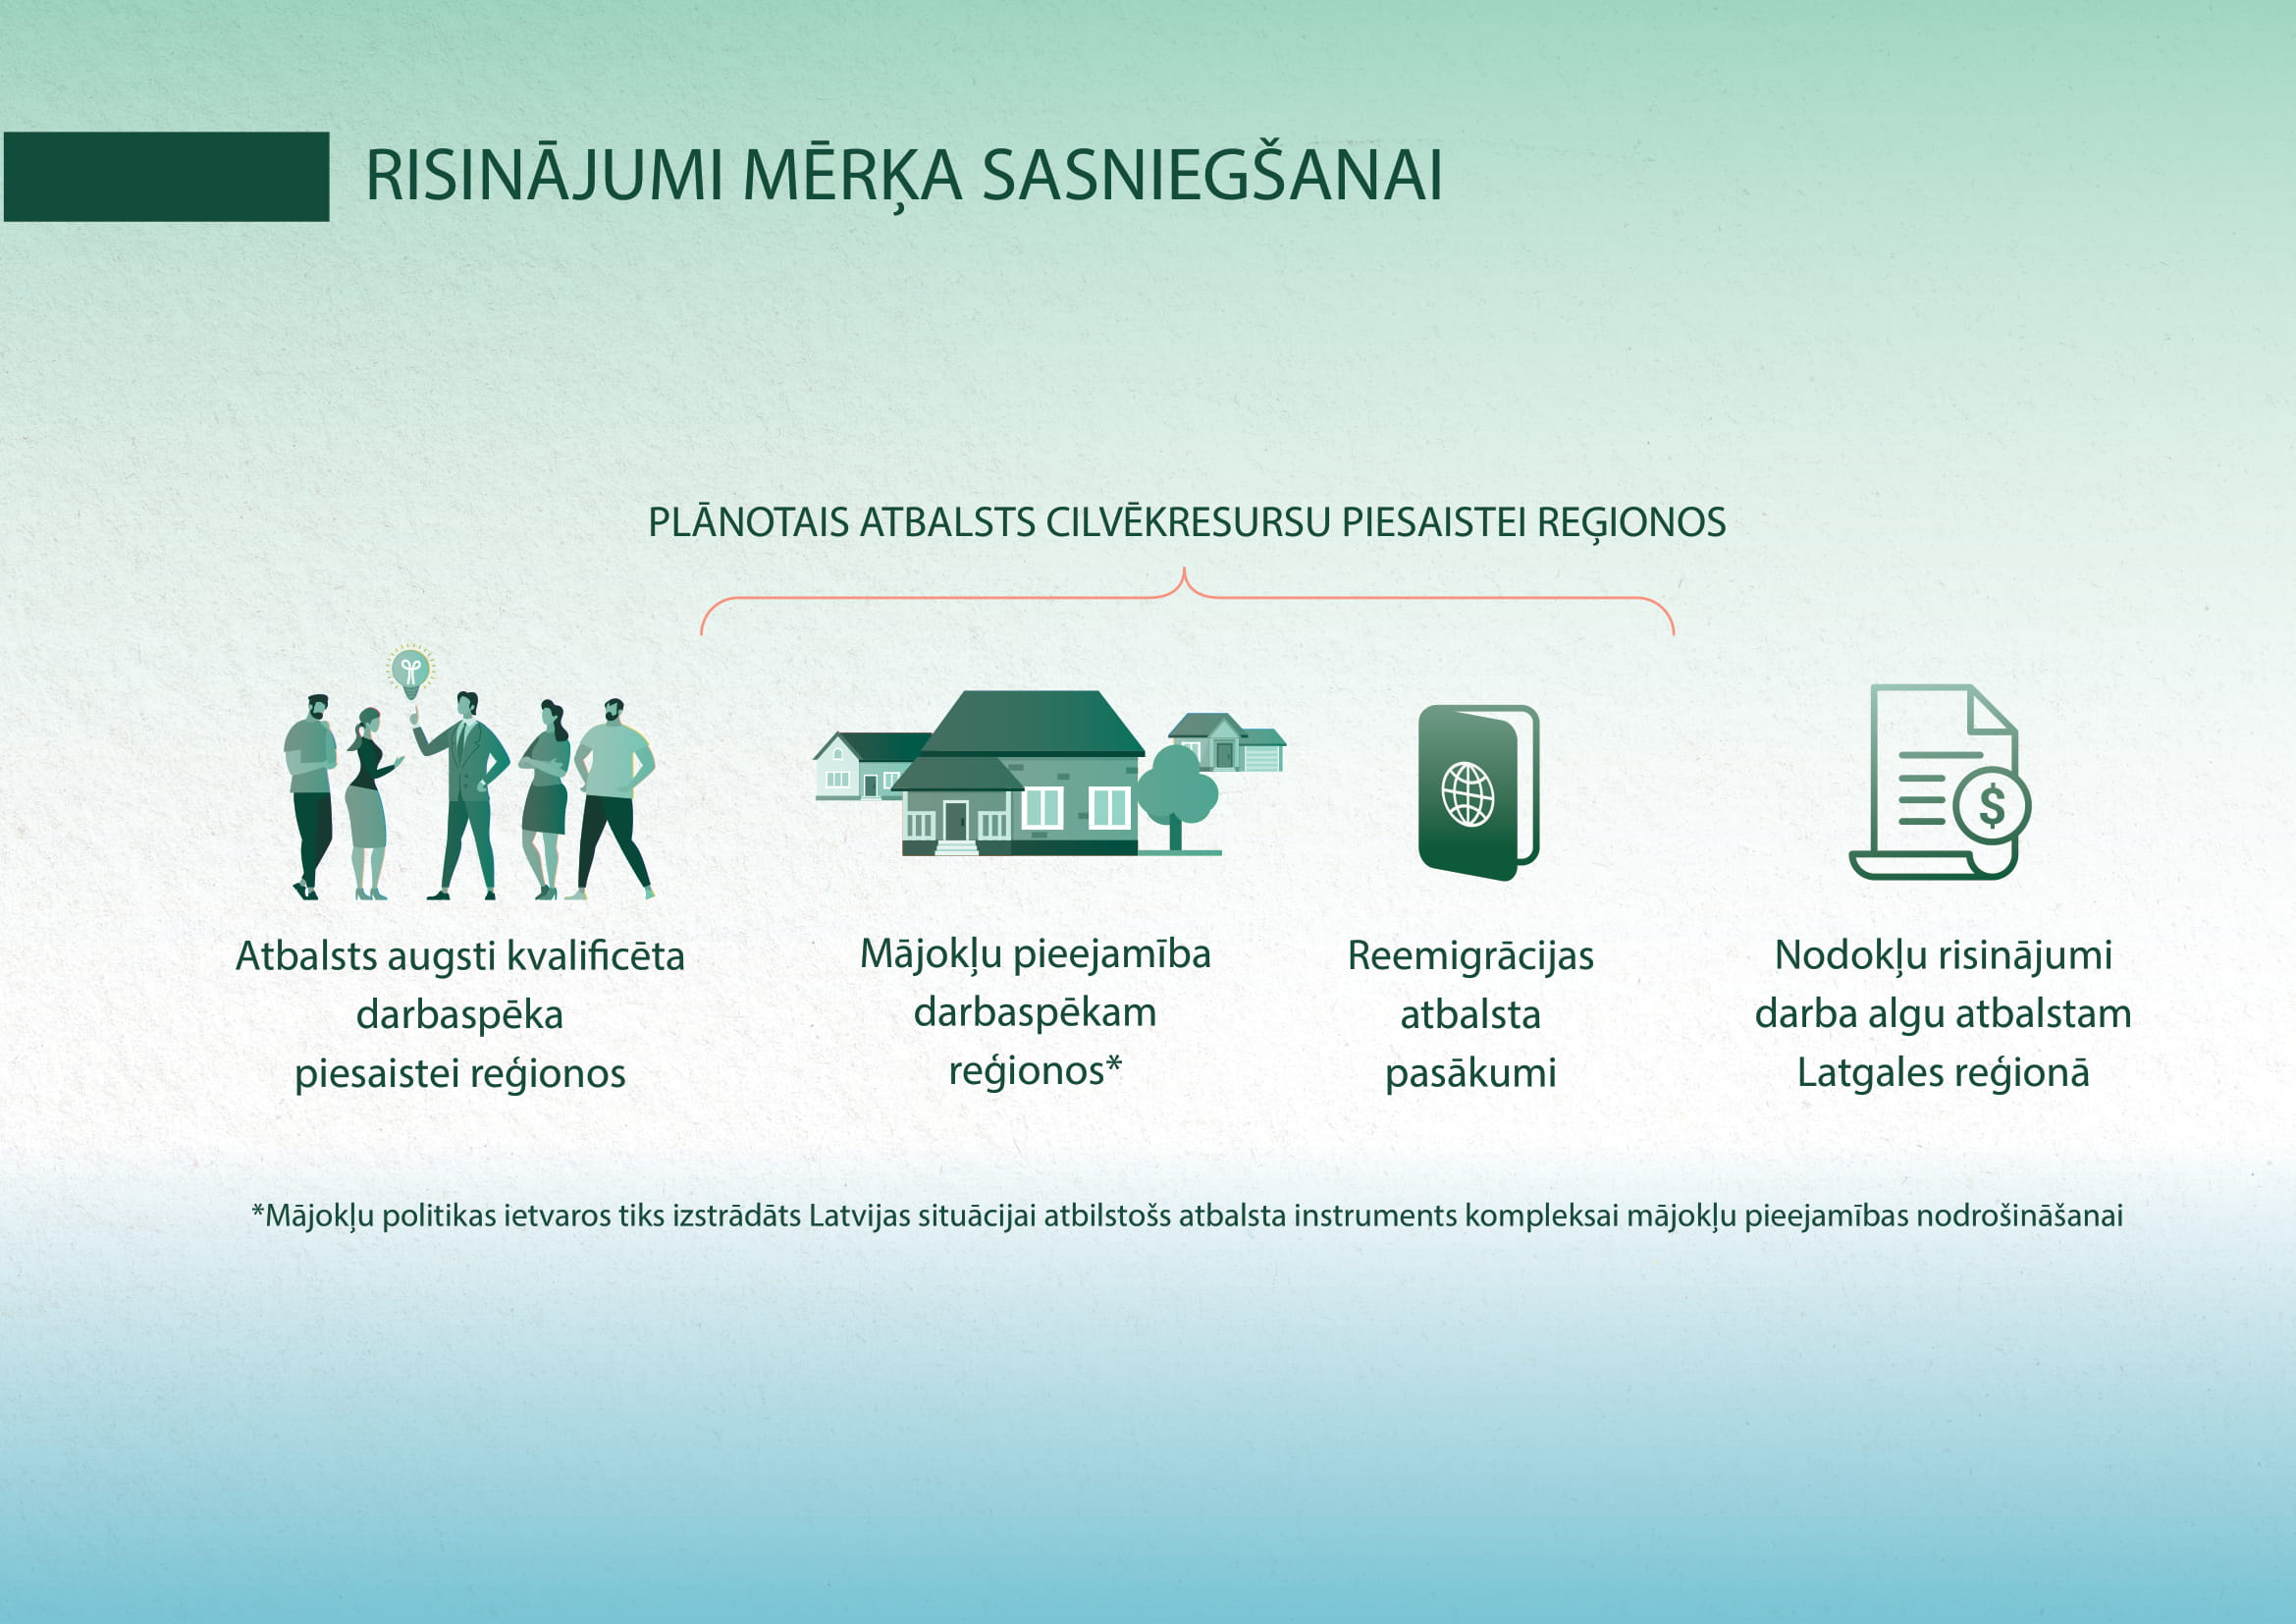 RISINĀJUMI MĒRĶA SASNIEGŠANAI
PLĀNOTAIS ATBALSTS CILVĒKRESURSU PIESAISTEI REĢIONOS
Atbalsts augsti kvalificēta
darbaspēka
piesaistei reģionos
Mājokļu pieejamība
darbaspēkam
reģionos*
Reemigrācijas
atbalsta
pasākumi
$
Nodokļu risinājumi
darba algu atbalstam
Latgales reģionā
*Mājokļu politikas ietvaros tiks izstrādāts Latvijas situācijai atbilstošs atbalsta instruments kompleksai mājokļu pieejamības nodrošināšanai